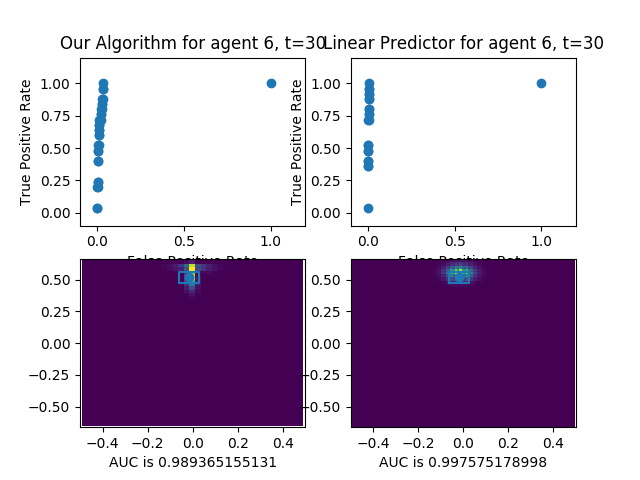 Our Algorithm for agent 6, t=30
Linear Predictor for agent 6, t=30
True Positive Rate
1.00
0.75
0.50
0.25
0.00
0.0 0.5 1.0
False Positive Rate
True Positive Rate
1.00
0.75
0.50
0.25
0.00
0.0 0.5 1.0
False Positive Rate
0.50
0.25
0.00
−0.25
−0.50
−0.4 −0.2 0.0 0.2 0.4
AUC is 0.989365155131
0.50
0.25
0.00
−0.25
−0.50
−0.4 −0.2 0.0 0.2 0.4
AUC is 0.997575178998